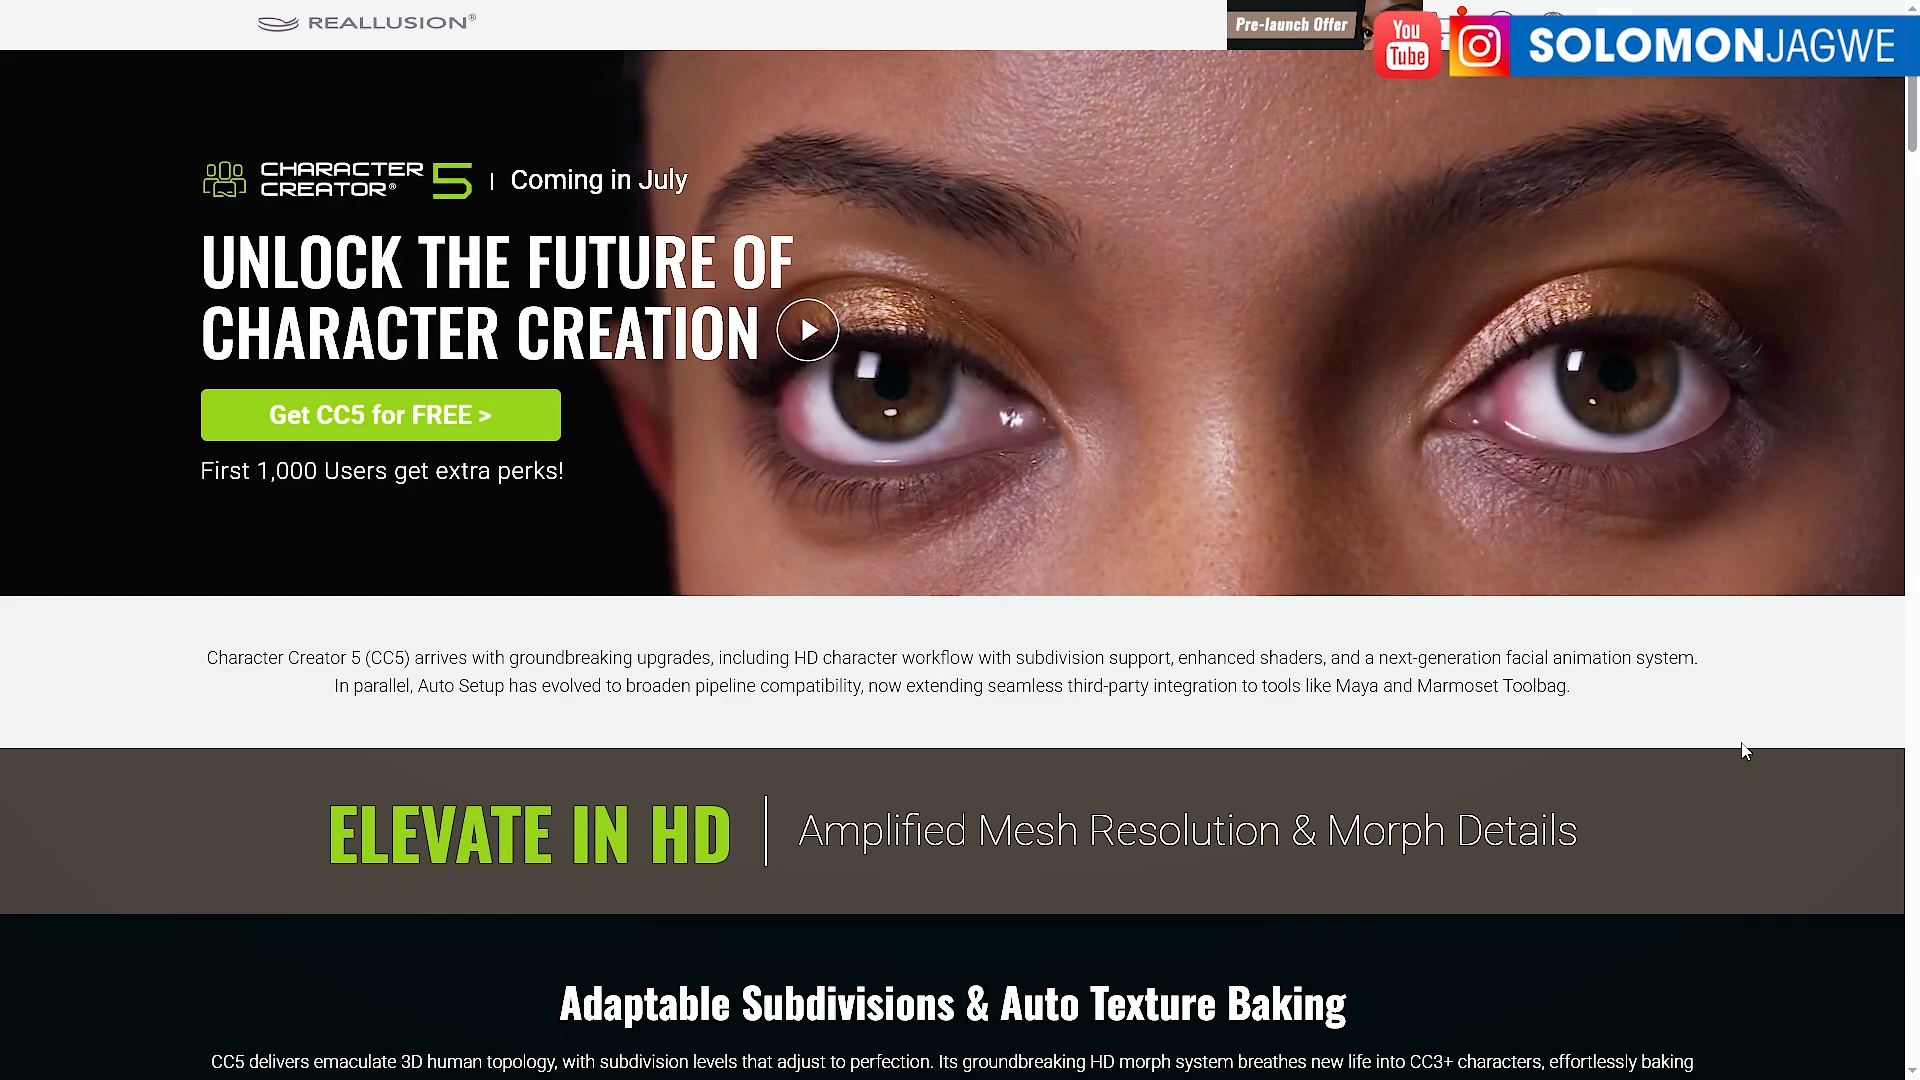 REALLUSION®
Pre-launch Offer
You
Tube
SOLOMONJAGWE
CHARACTER
CREATOR® 5 | Coming in July
UNLOCK THE FUTURE OF
CHARACTER CREATION
Get CC5 for FREE >
First 1,000 Users get extra perks!
Character Creator 5 (CC5) arrives with groundbreaking upgrades, including HD character workflow with subdivision support, enhanced shaders, and a next-generation facial animation system.
In parallel, Auto Setup has evolved to broaden pipeline compatibility, now extending seamless third-party integration to tools like Maya and Marmoset Toolbag.
ELEVATE IN HD | Amplified Mesh Resolution & Morph Details
Adaptable Subdivisions & Auto Texture Baking
CC5 delivers emaculate 3D human topology, with subdivision levels that adjust to perfection. Its groundbreaking HD morph system breathes new life into CC3+ characters, effortlessly baking